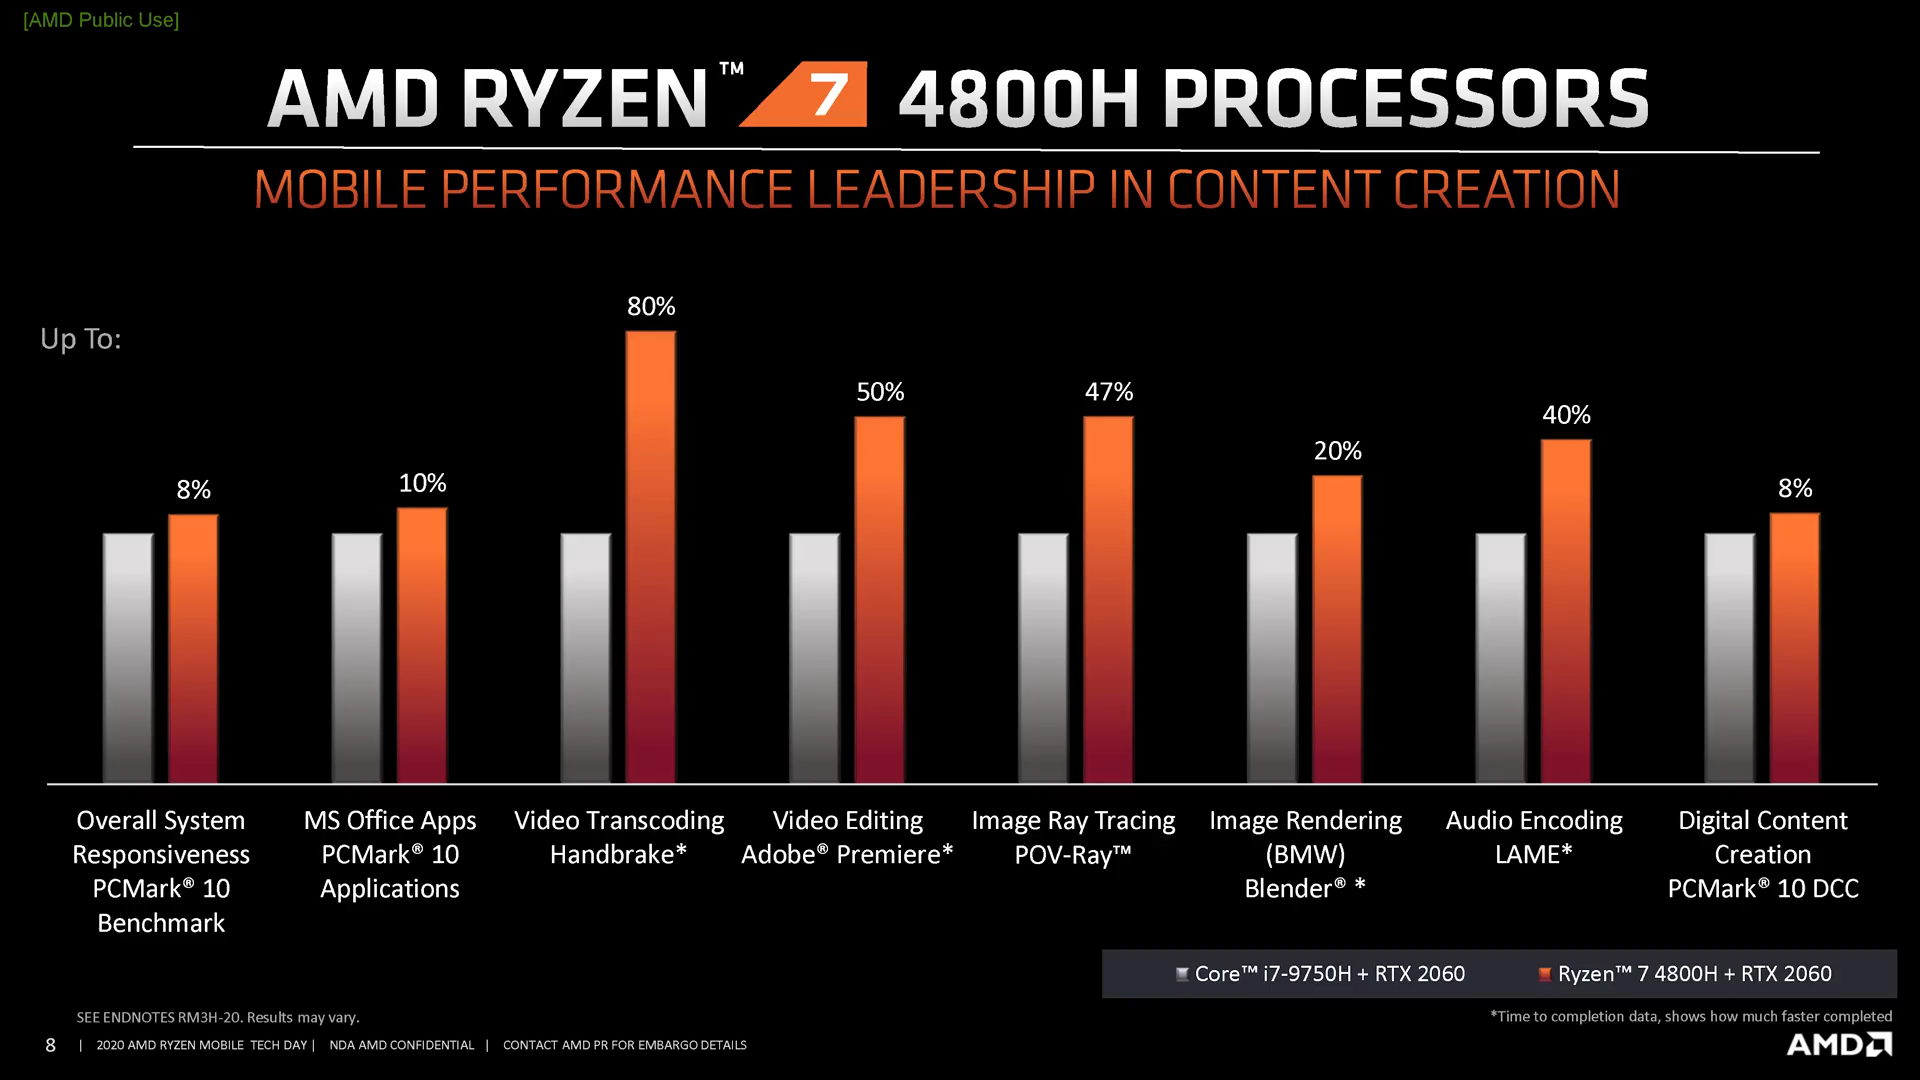 [AMD Public Use]
AMD RYZEN™ 7 4800H PROCESSORS
MOBILE PERFORMANCE LEADERSHIP IN CONTENT CREATION
Up To:
8%
10%
80%
50%
47%
20%
40%
8%
Overall System
Responsiveness
PCMark® 10
Benchmark
MS Office Apps
PCMark® 10
Applications
Video Transcoding
Handbrake*
Video Editing
Adobe® Premiere*
Image Ray Tracing
POV-Ray™
Image Rendering
(BMW)
Blender® *
Audio Encoding
LAME*
Digital Content
Creation
PCMark® 10 DCC
Core™ i7-9750H + RTX 2060
Ryzen™ 7 4800H + RTX 2060
SEE ENDNOTES RM3H-20. Results may vary.
*Time to completion data, shows how much faster completed
8 | 2020 AMD RYZEN MOBILE TECH DAY | NDA AMD CONFIDENTIAL | CONTACT AMD PR FOR EMBARGO DETAILS
AMD